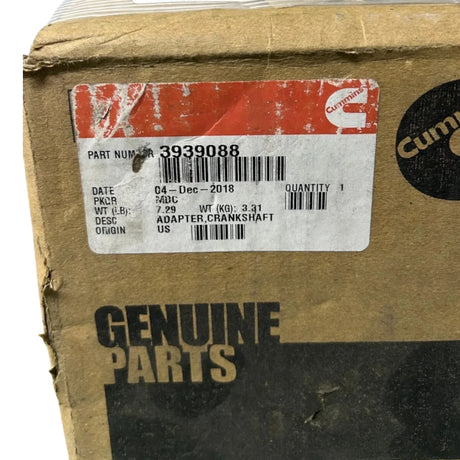 Cummins
PART NUMBER 3939088
Cummins
DATE 04-Dec-2018 QUANTITY 1
PKGR MDC
WT (LB): 7.29 WT (KG): 3.31
DESC ADAPTER,CRANKSHAFT
ORIGIN US
GENUINE
PARTS